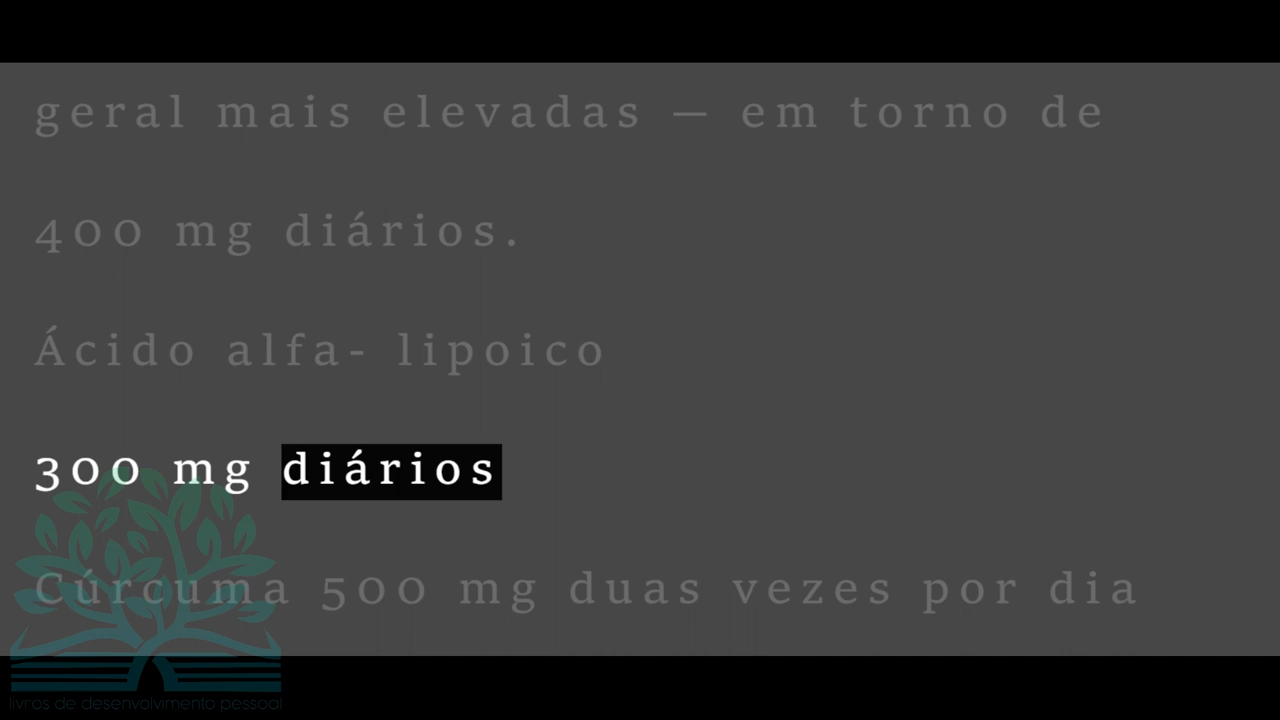 geral mais elevadas — em torno de
400 mg diários.
Ácido alfa- lipoico
300 mg diários
Cúrcuma 500 mg duas vezes por dia
livros de desenvolvimento pessoal